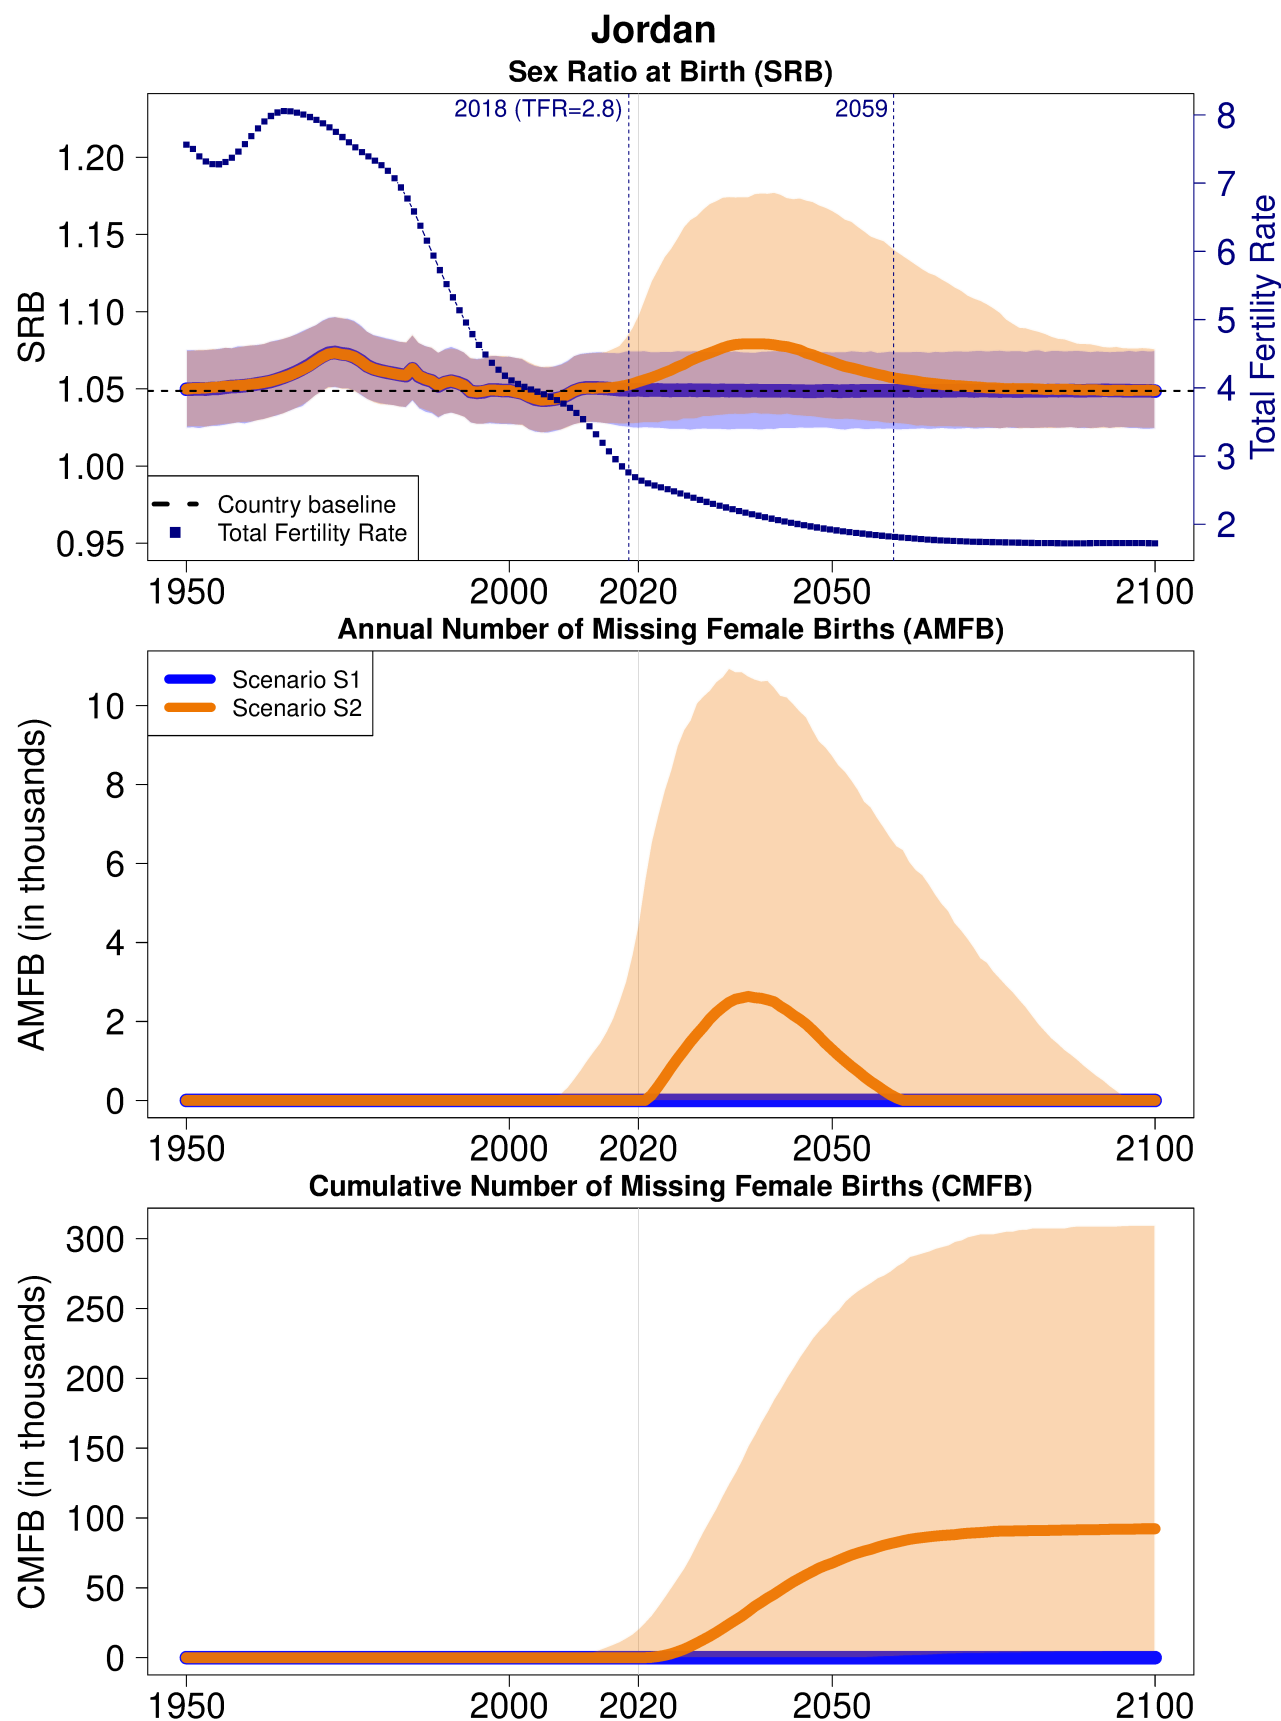 Jordan
Sex Ratio at Birth (SRB)
2018 (TFR=2.8)
2059
SRB
1.20
1.15
1.10
1.05
1.00
0.95
8
7
6
5
4
3
2
Total Fertility Rate
Country baseline
Total Fertility Rate
1950 2000 2020 2050 2100
Annual Number of Missing Female Births (AMFB)
AMFB (in thousands)
10
8
6
4
2
0
Scenario S1
Scenario S2
1950 2000 2020 2050 2100
Cumulative Number of Missing Female Births (CMFB)
CMFB (in thousands)
300
250
200
150
100
50
0
1950 2000 2020 2050 2100